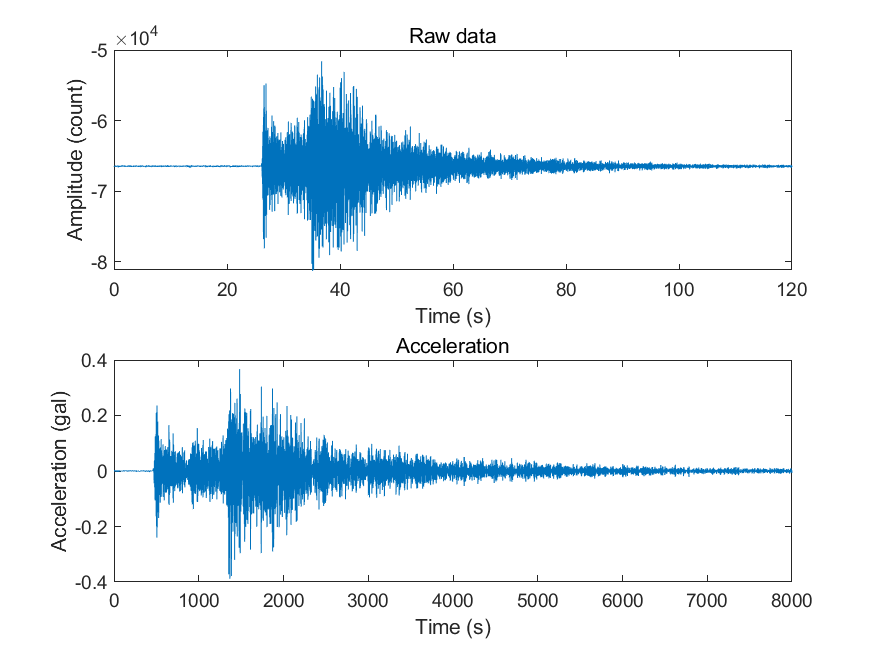 Raw data
×10⁴
-5
-6
-7
-8
Amplitude (count)
0 20 40 60 80 100 120
Time (s)
Acceleration
0.4
0.2
0
-0.2
-0.4
Acceleration (gal)
0 1000 2000 3000 4000 5000 6000 7000 8000
Time (s)